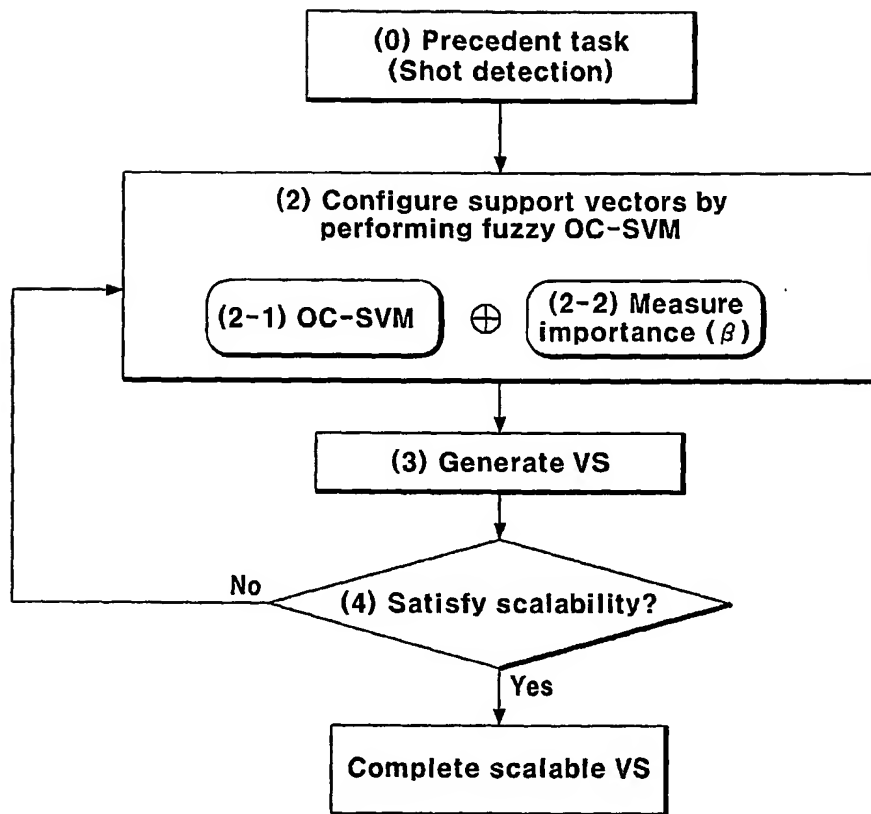 (0) Precedent task
(Shot detection)
(2) Configure support vectors by
performing fuzzy OC-SVM
(2-1) OC-SVM
⊕
(2-2) Measure
importance (β)
(3) Generate VS
(4) Satisfy scalability?
No
Yes
Complete scalable VS